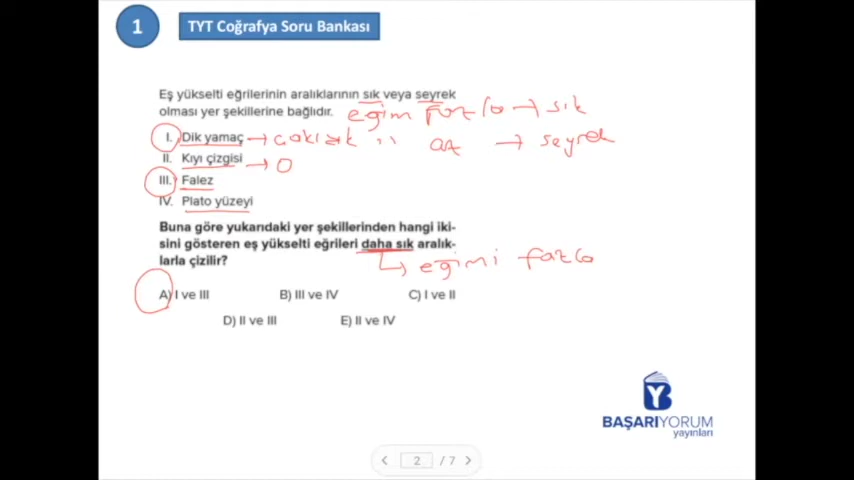 1 TYT Coğrafya Soru Bankası
Eş yükselti eğrilerinin aralıklarının sık veya seyrek
olması yer şekillerine bağlıdır.
eğim fazla → sık
I. Dik yamaç → çok sık " az → seyrek
II. Kıyı çizgisi → 0
III. Falez
IV. Plato yüzeyi
Buna göre yukarıdaki yer şekillerinden hangi iki-
sini gösteren eş yükselti eğrileri daha sık aralık-
larla çizilir?
→ eğimi fazla
A) I ve III B) III ve IV C) I ve II
D) II ve III E) II ve IV
BAŞARIYORUM
yayınları
2 / 7